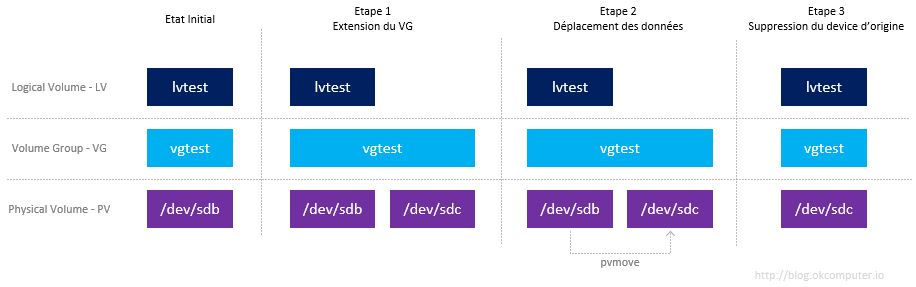 Etat Initial
Etape 1
Extension du VG
Etape 2
Déplacement des données
Etape 3
Suppression du device d'origine
Logical Volume - LV
lvtest
lvtest
lvtest
lvtest
Volume Group - VG
vgtest
vgtest
vgtest
vgtest
Physical Volume - PV
/dev/sdb
/dev/sdb
/dev/sdc
/dev/sdb
/dev/sdc
/dev/sdc
pvmove
http://blog.okcomputer.io